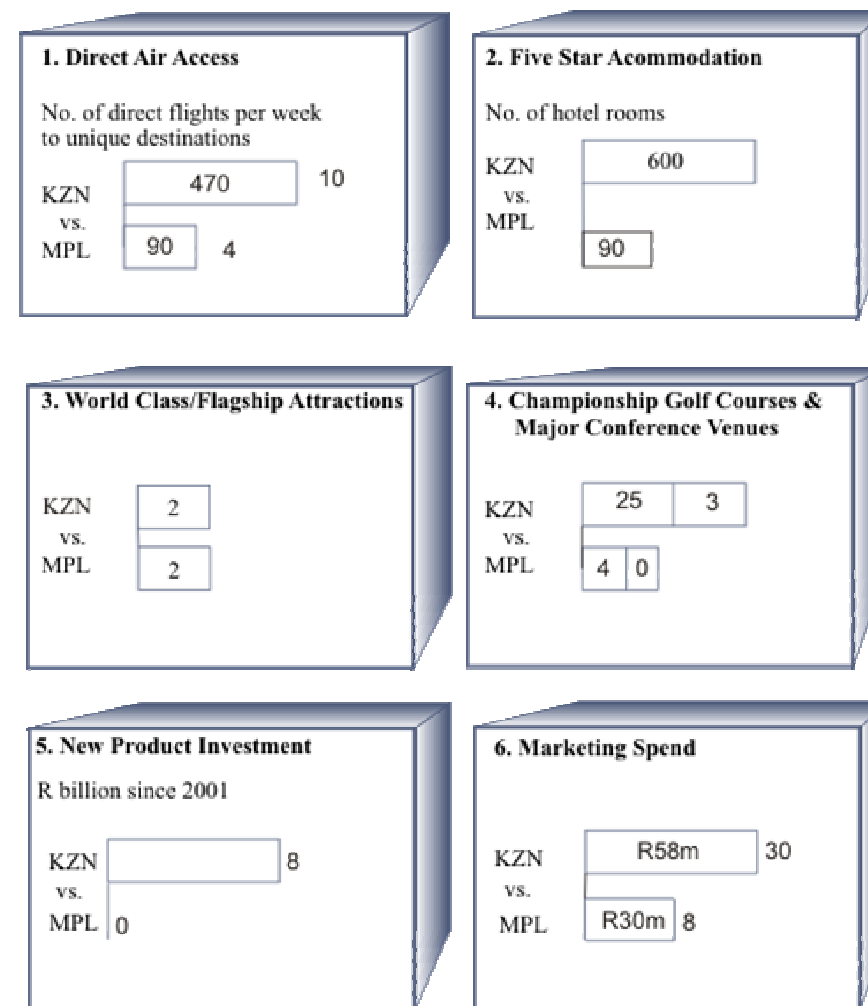 1. Direct Air Access
No. of direct flights per week
to unique destinations
KZN 470 10
vs.
MPL 90 4
2. Five Star Acommodation
No. of hotel rooms
KZN 600
vs.
MPL 90
3. World Class/Flagship Attractions
KZN 2
vs.
MPL 2
4. Championship Golf Courses &
Major Conference Venues
KZN 25 3
vs.
MPL 4 0
5. New Product Investment
R billion since 2001
KZN 8
vs.
MPL 0
6. Marketing Spend
KZN R58m 30
vs.
MPL R30m 8